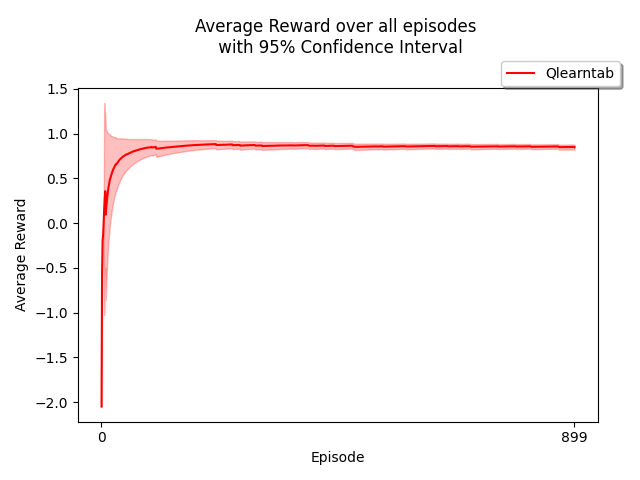 Average Reward over all episodes
with 95% Confidence Interval
Qlearntab
1.5
1.0
0.5
0.0
−0.5
−1.0
−1.5
−2.0
Average Reward
0
899
Episode